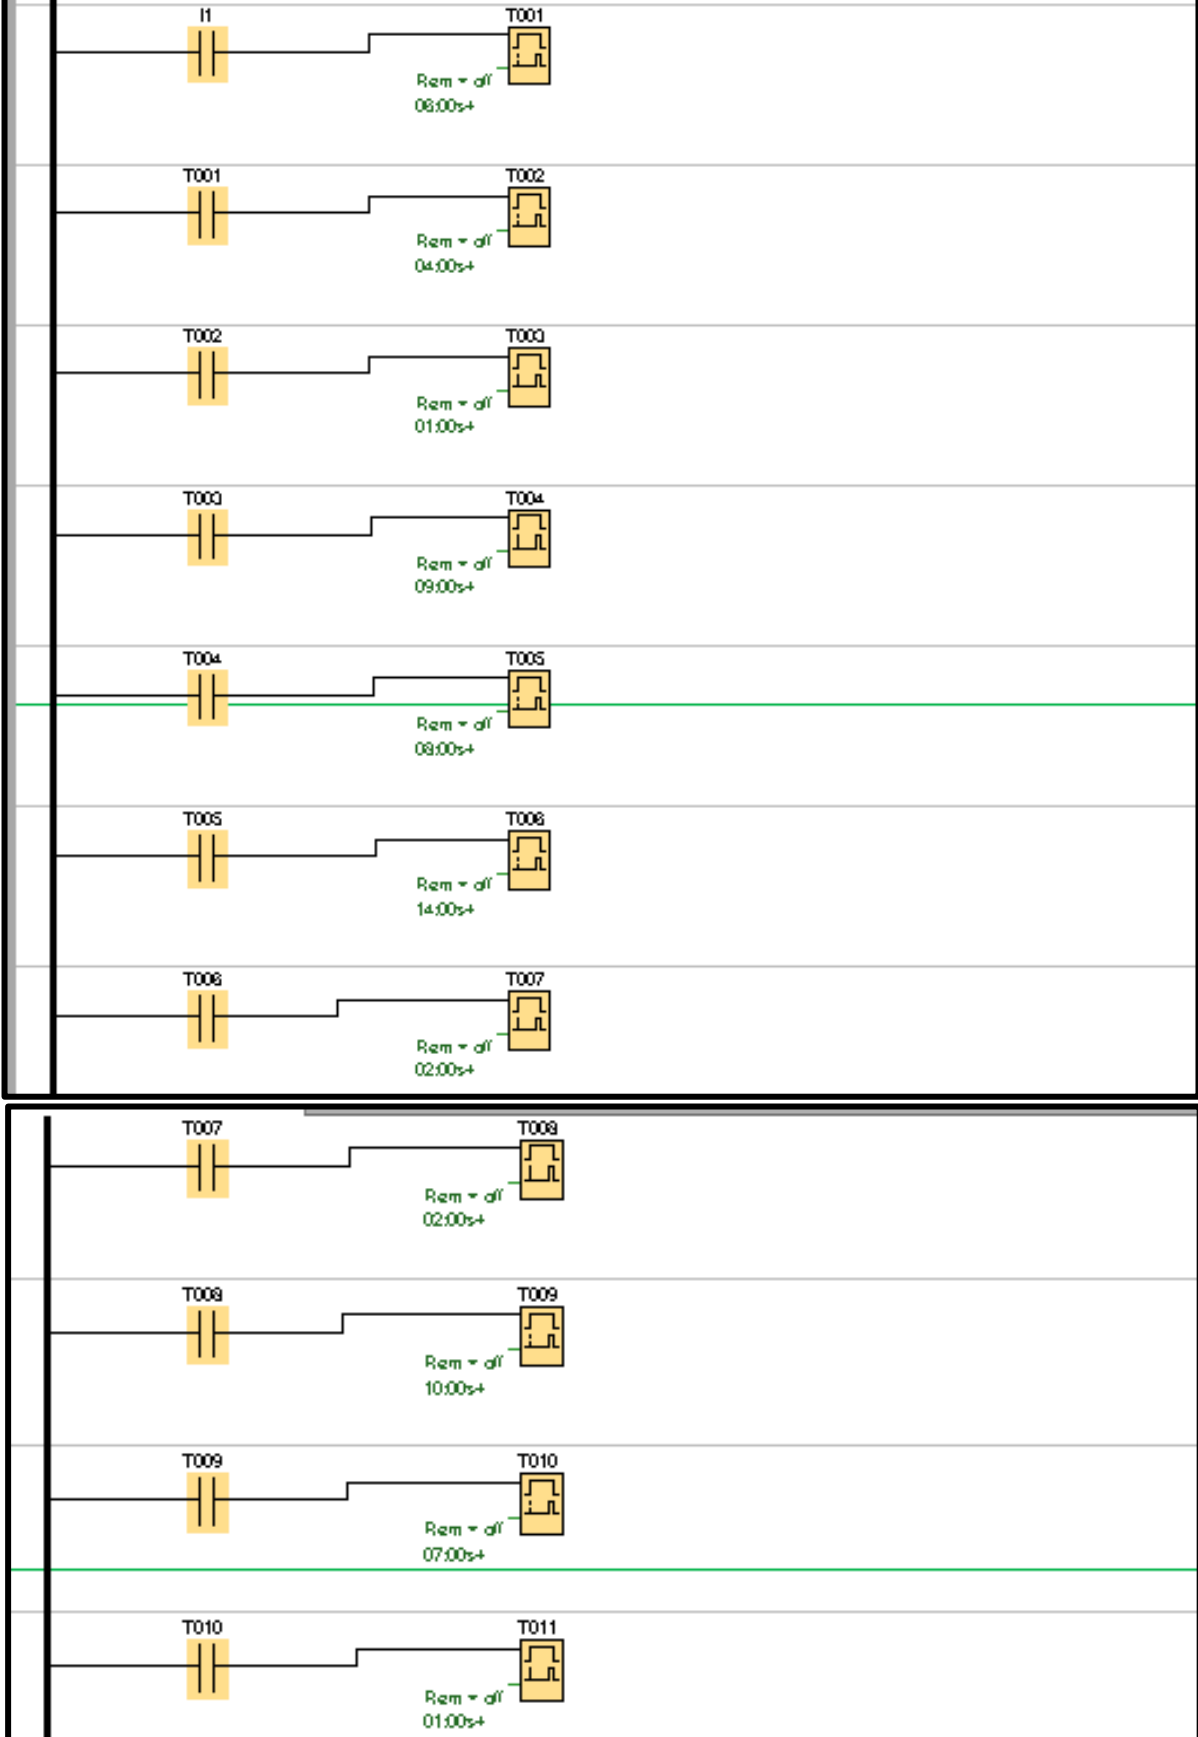 I1 T001
Rem = off
06:00s+
T001 T002
Rem = off
04:00s+
T002 T003
Rem = off
01:00s+
T003 T004
Rem = off
09:00s+
T004 T005
Rem = off
08:00s+
T005 T006
Rem = off
14:00s+
T006 T007
Rem = off
02:00s+
T007 T008
Rem = off
02:00s+
T008 T009
Rem = off
10:00s+
T009 T010
Rem = off
07:00s+
T010 T011
Rem = off
01:00s+